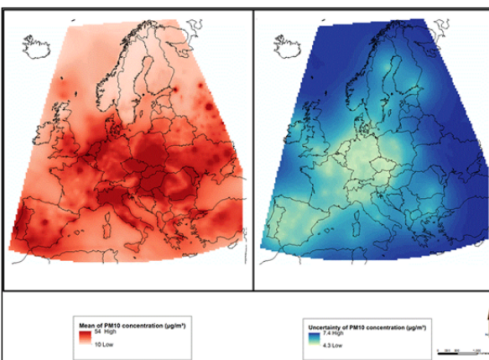 Mean of PM10 concentration (µg/m³)
54 High
10 Low
Uncertainty of PM10 concentration (µg/m³)
7.4 High
4.3 Low